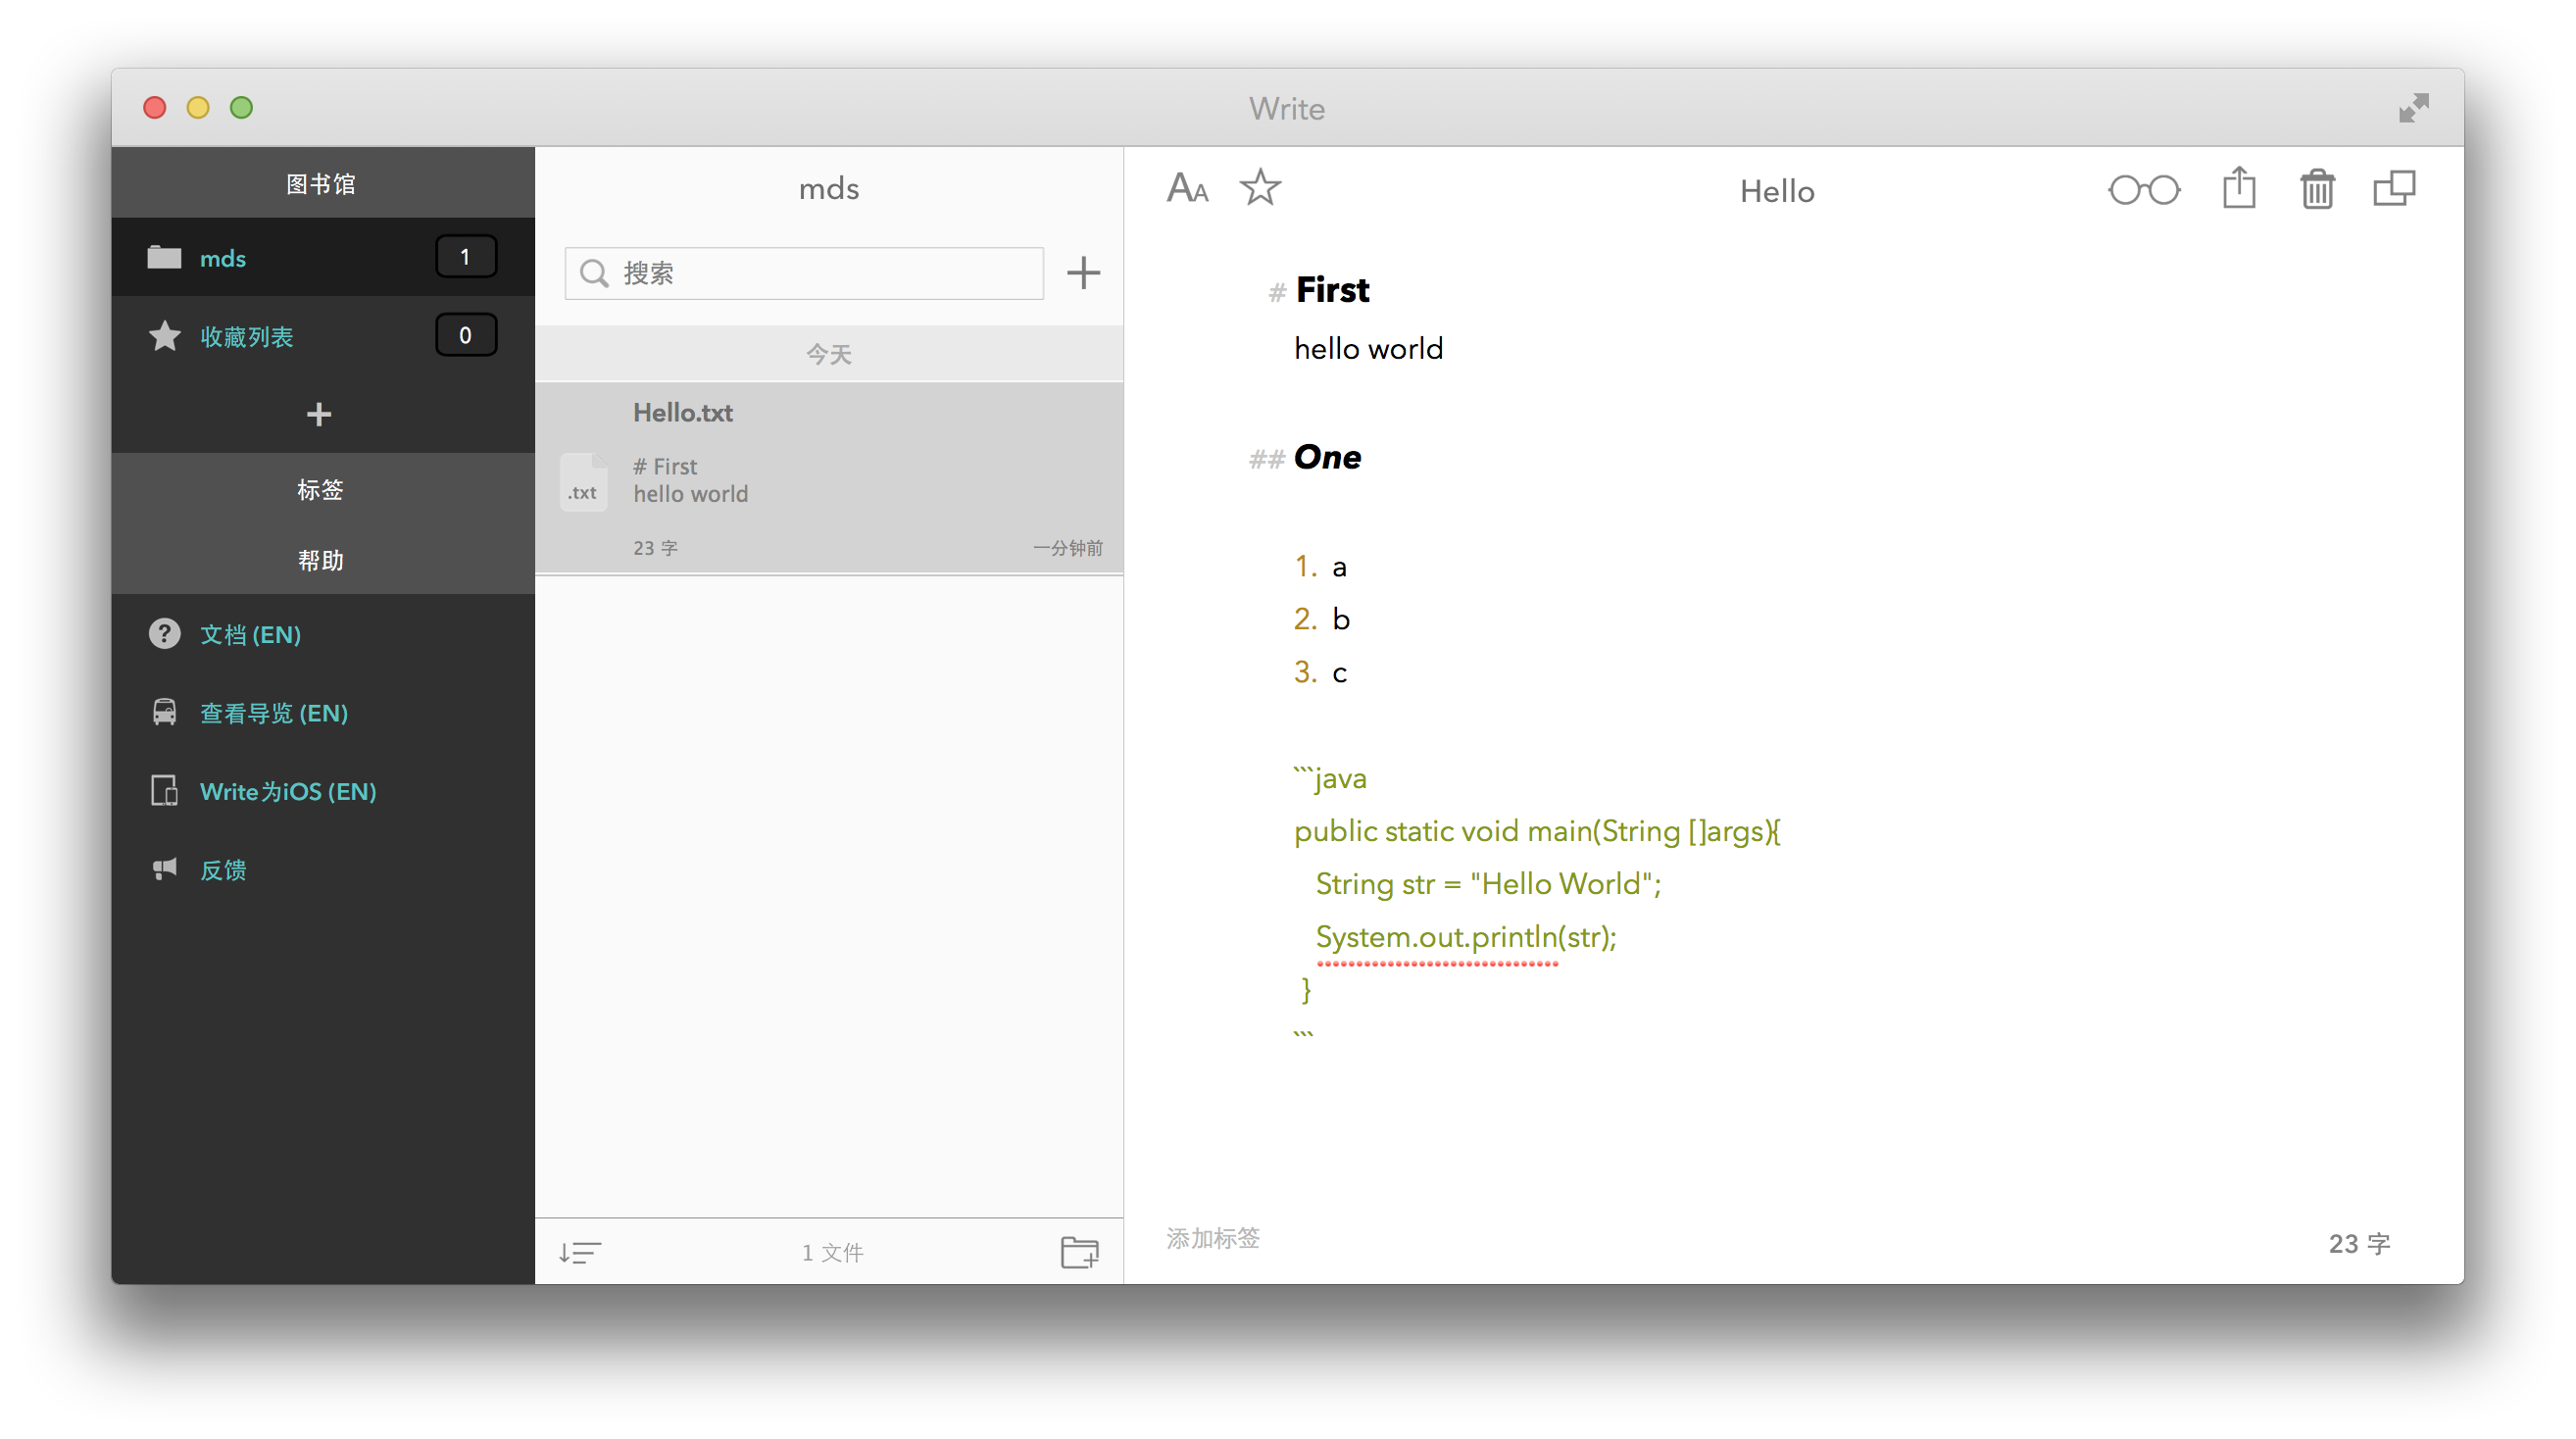 Write
图书馆
mds
1
收藏列表
0
+
标签
帮助
文档 (EN)
查看导览 (EN)
Write为iOS (EN)
反馈
mds
搜索
今天
Hello.txt
.txt
# First
hello world
23 字
一分钟前
1 文件
AA
Hello
# First
hello world
## One
1. a
2. b
3. c
```java
public static void main(String []args){
String str = "Hello World";
System.out.println(str);
}
```
添加标签
23 字